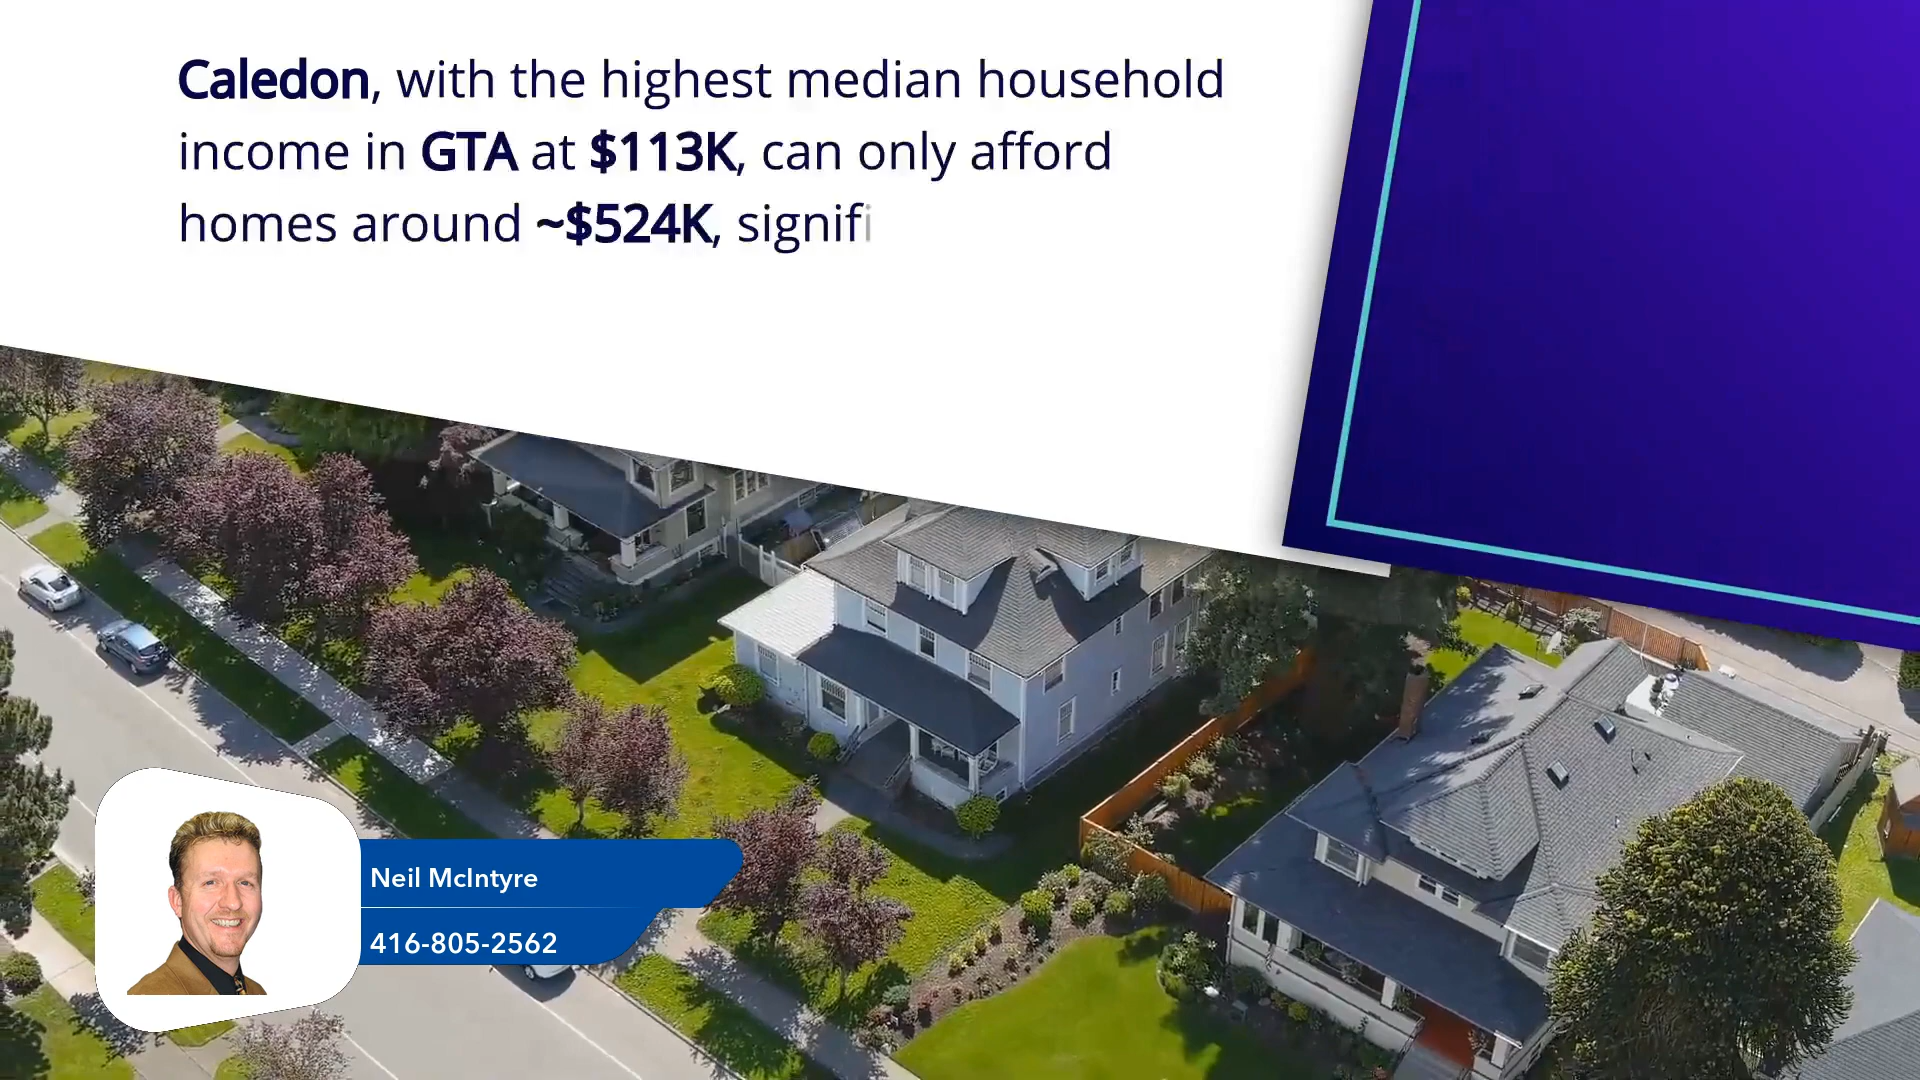 Caledon, with the highest median household
income in GTA at $113K, can only afford
homes around ~$524K, signifi
Neil McIntyre
416-805-2562